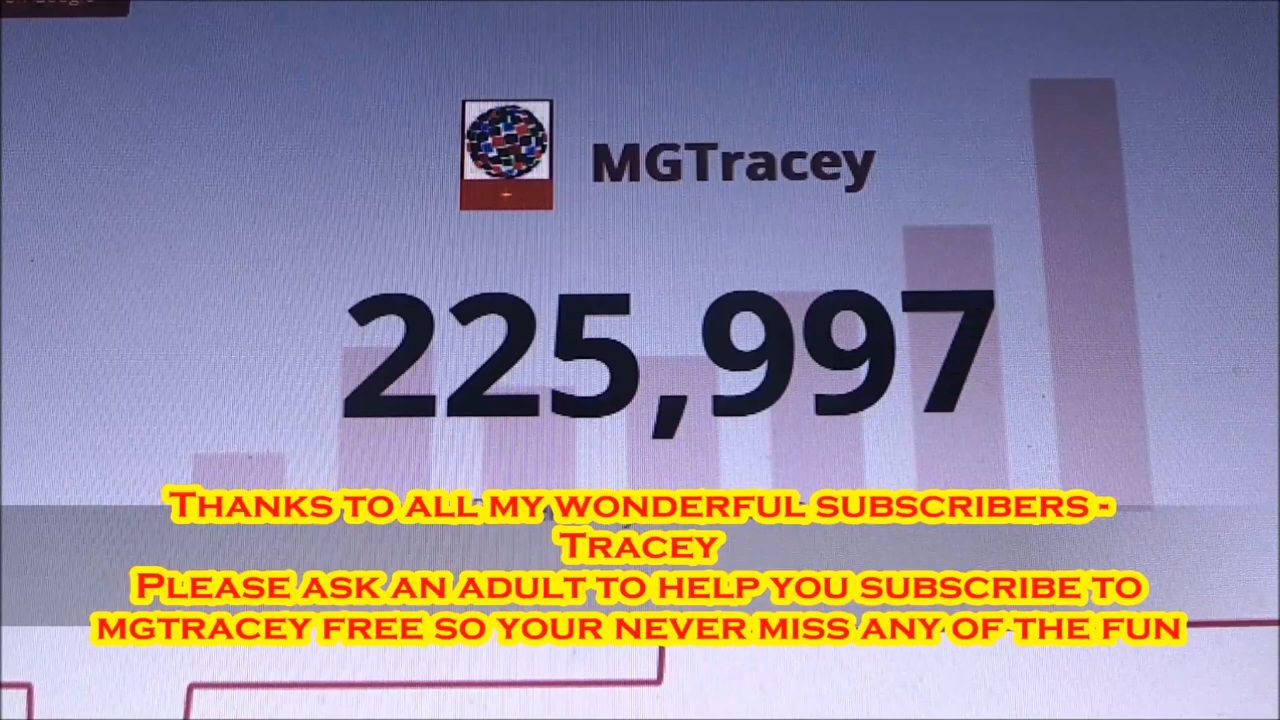 MGTracey
225,997
Thanks to all my wonderful subscribers -
Tracey
Please ask an adult to help you subscribe to
mgtracey free so your never miss any of the fun